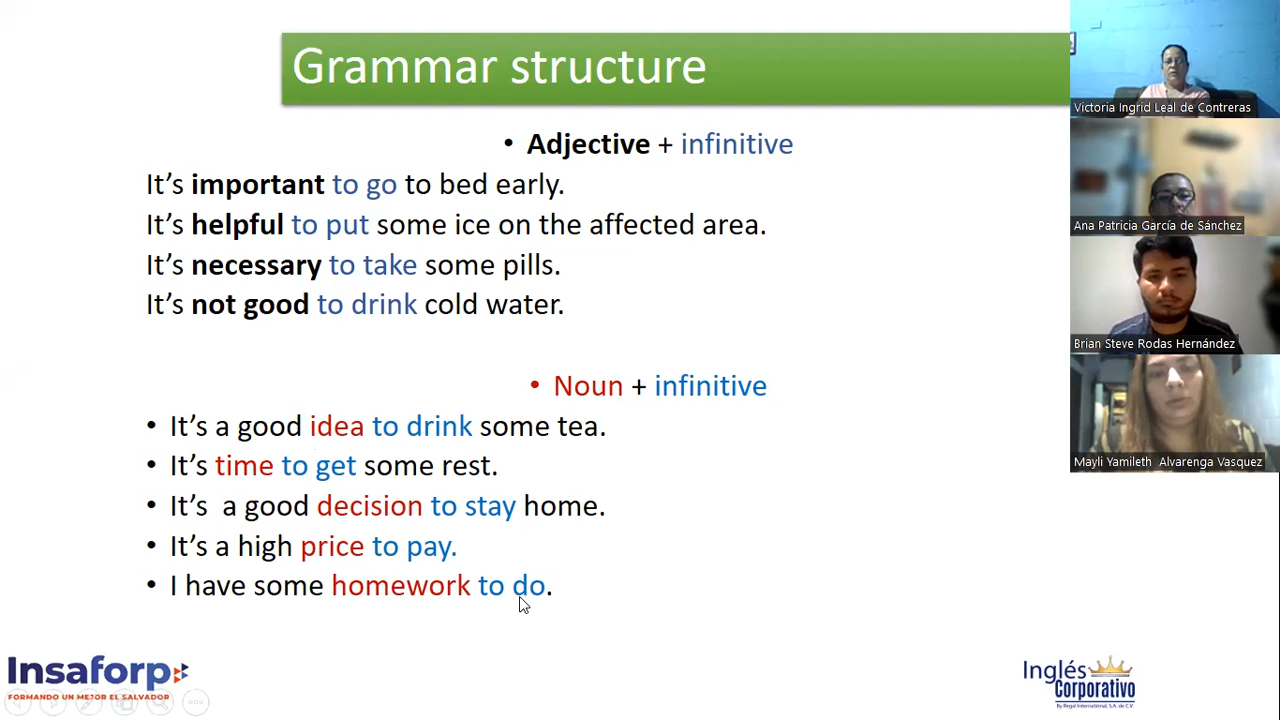 Grammar structure
• Adjective + infinitive
It's important to go to bed early.
It's helpful to put some ice on the affected area.
It's necessary to take some pills.
It's not good to drink cold water.
• Noun + infinitive
• It's a good idea to drink some tea.
• It's time to get some rest.
• It's  a good decision to stay home.
• It's a high price to pay.
• I have some homework to do.
Insaforp
FORMANDO UN MEJOR EL SALVADOR
Inglés
Corporativo
By Regal International, S.A. de C.V.
Victoria Ingrid Leal de Contreras
Ana Patricia García de Sánchez
Brian Steve Rodas Hernández
Mayli Yamileth  Alvarenga Vasquez